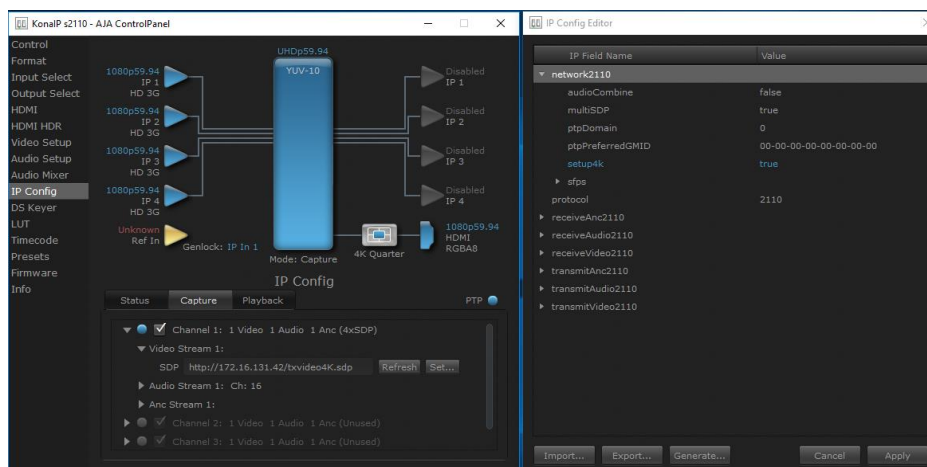 KonaIP s2110 - AJA ControlPanel
Control
Format
Input Select
Output Select
HDMI
HDMI HDR
Video Setup
Audio Setup
Audio Mixer
IP Config
DS Keyer
LUT
Timecode
Presets
Firmware
Info
UHDp59.94
YUV-10
1080p59.94
IP 1
HD 3G
1080p59.94
IP 2
HD 3G
1080p59.94
IP 3
HD 3G
1080p59.94
IP 4
HD 3G
Unknown
Ref In
Genlock: IP In 1
Mode: Capture
Disabled
IP 1
Disabled
IP 2
Disabled
IP 3
Disabled
IP 4
4K Quarter
1080p59.94
HDMI
RGBA8
IP Config
Status Capture Playback PTP
Channel 1: 1 Video 1 Audio 1 Anc (4xSDP)
Video Stream 1:
SDP http://172.16.131.42/txvideo4K.sdp Refresh Set...
Audio Stream 1: Ch: 16
Anc Stream 1:
Channel 2: 1 Video 1 Audio 1 Anc (Unused)
Channel 3: 1 Video 1 Audio 1 Anc (Unused)
IP Config Editor
IP Field Name Value
network2110
audioCombine false
multiSDP true
ptpDomain 0
ptpPreferredGMID 00-00-00-00-00-00-00-00
setup4k true
sfps
protocol 2110
receiveAnc2110
receiveAudio2110
receiveVideo2110
transmitAnc2110
transmitAudio2110
transmitVideo2110
Import... Export... Generate... Cancel Apply